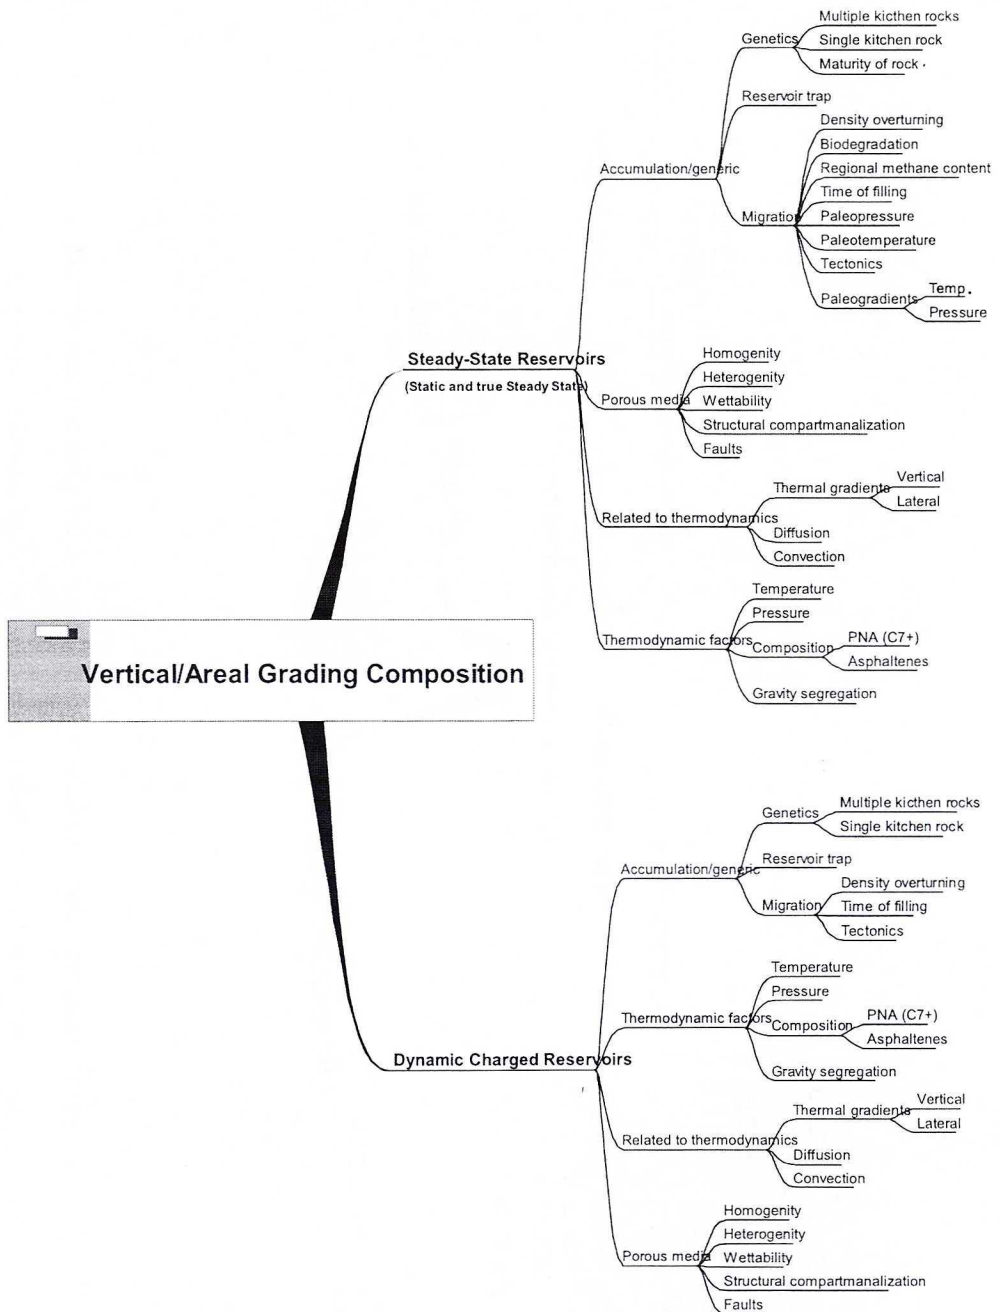 Vertical/Areal Grading Composition
Steady-State Reservoirs
(Static and true Steady State)
Accumulation/generic
Genetics
Multiple kicthen rocks
Single kitchen rock
Maturity of rock
Reservoir trap
Migration
Density overturning
Biodegradation
Regional methane content
Time of filling
Paleopressure
Paleotemperature
Tectonics
Paleogradients
Temp.
Pressure
Porous media
Homogenity
Heterogenity
Wettability
Structural compartmanalization
Faults
Related to thermodynamics
Thermal gradients
Vertical
Lateral
Diffusion
Convection
Thermodynamic factors
Temperature
Pressure
Composition
PNA (C7+)
Asphaltenes
Gravity segregation
Dynamic Charged Reservoirs
Accumulation/generic
Genetics
Multiple kicthen rocks
Single kitchen rock
Reservoir trap
Migration
Density overturning
Time of filling
Tectonics
Thermodynamic factors
Temperature
Pressure
Composition
PNA (C7+)
Asphaltenes
Gravity segregation
Related to thermodynamics
Thermal gradients
Vertical
Lateral
Diffusion
Convection
Porous media
Homogenity
Heterogenity
Wettability
Structural compartmanalization
Faults